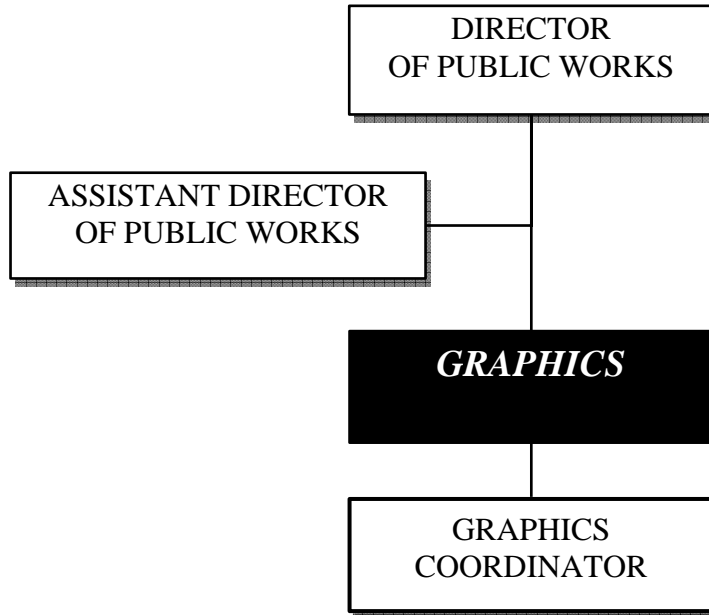 DIRECTOR
OF PUBLIC WORKS
ASSISTANT DIRECTOR
OF PUBLIC WORKS
GRAPHICS
GRAPHICS
COORDINATOR